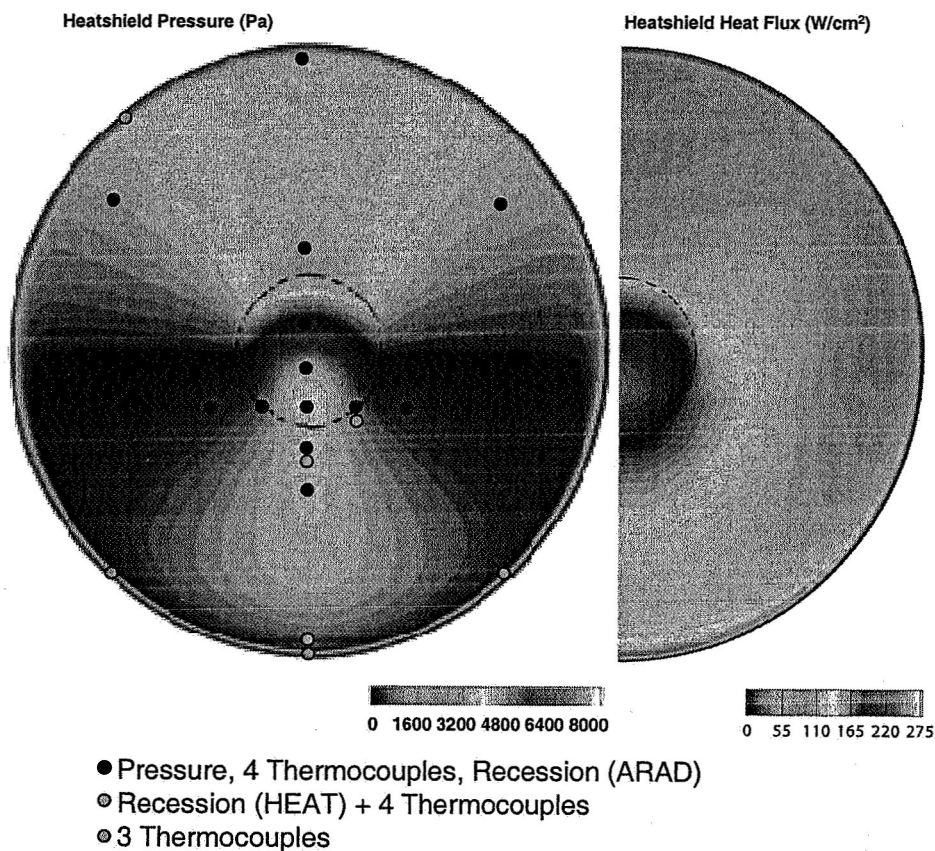 Heatshield Pressure (Pa)
Heatshield Heat Flux (W/cm²)
0 1600 3200 4800 6400 8000
0 55 110 165 220 275
Pressure, 4 Thermocouples, Recession (ARAD)
Recession (HEAT) + 4 Thermocouples
3 Thermocouples